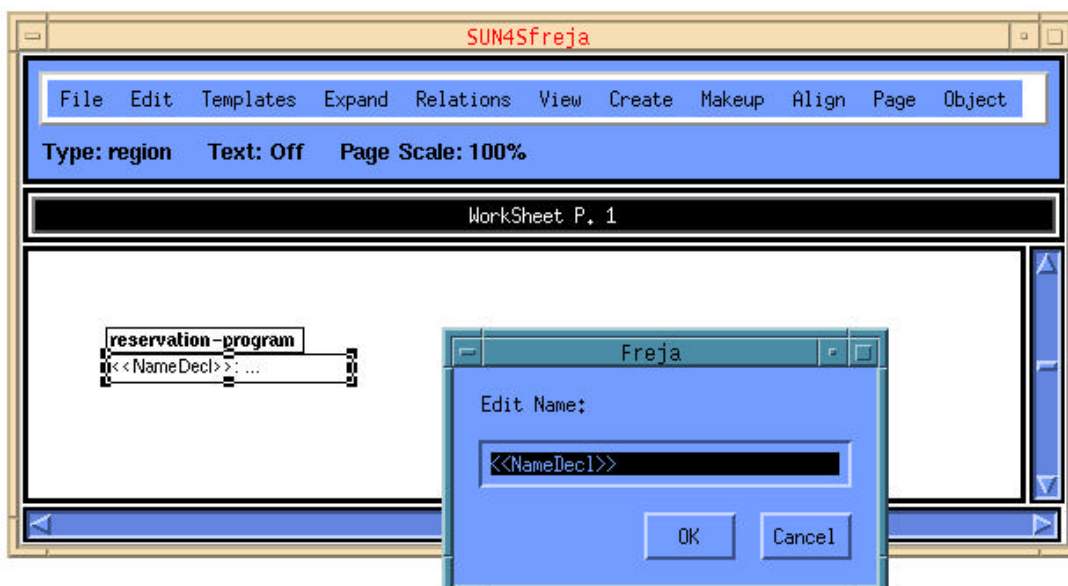 SUN4Sfreja
File Edit Templates Expand Relations View Create Makeup Align Page Object
Type: region Text: Off Page Scale: 100%
WorkSheet P. 1
reservation-program
<<NameDecl>>: ...
Freja
Edit Name:
<<NameDecl>>
OK Cancel